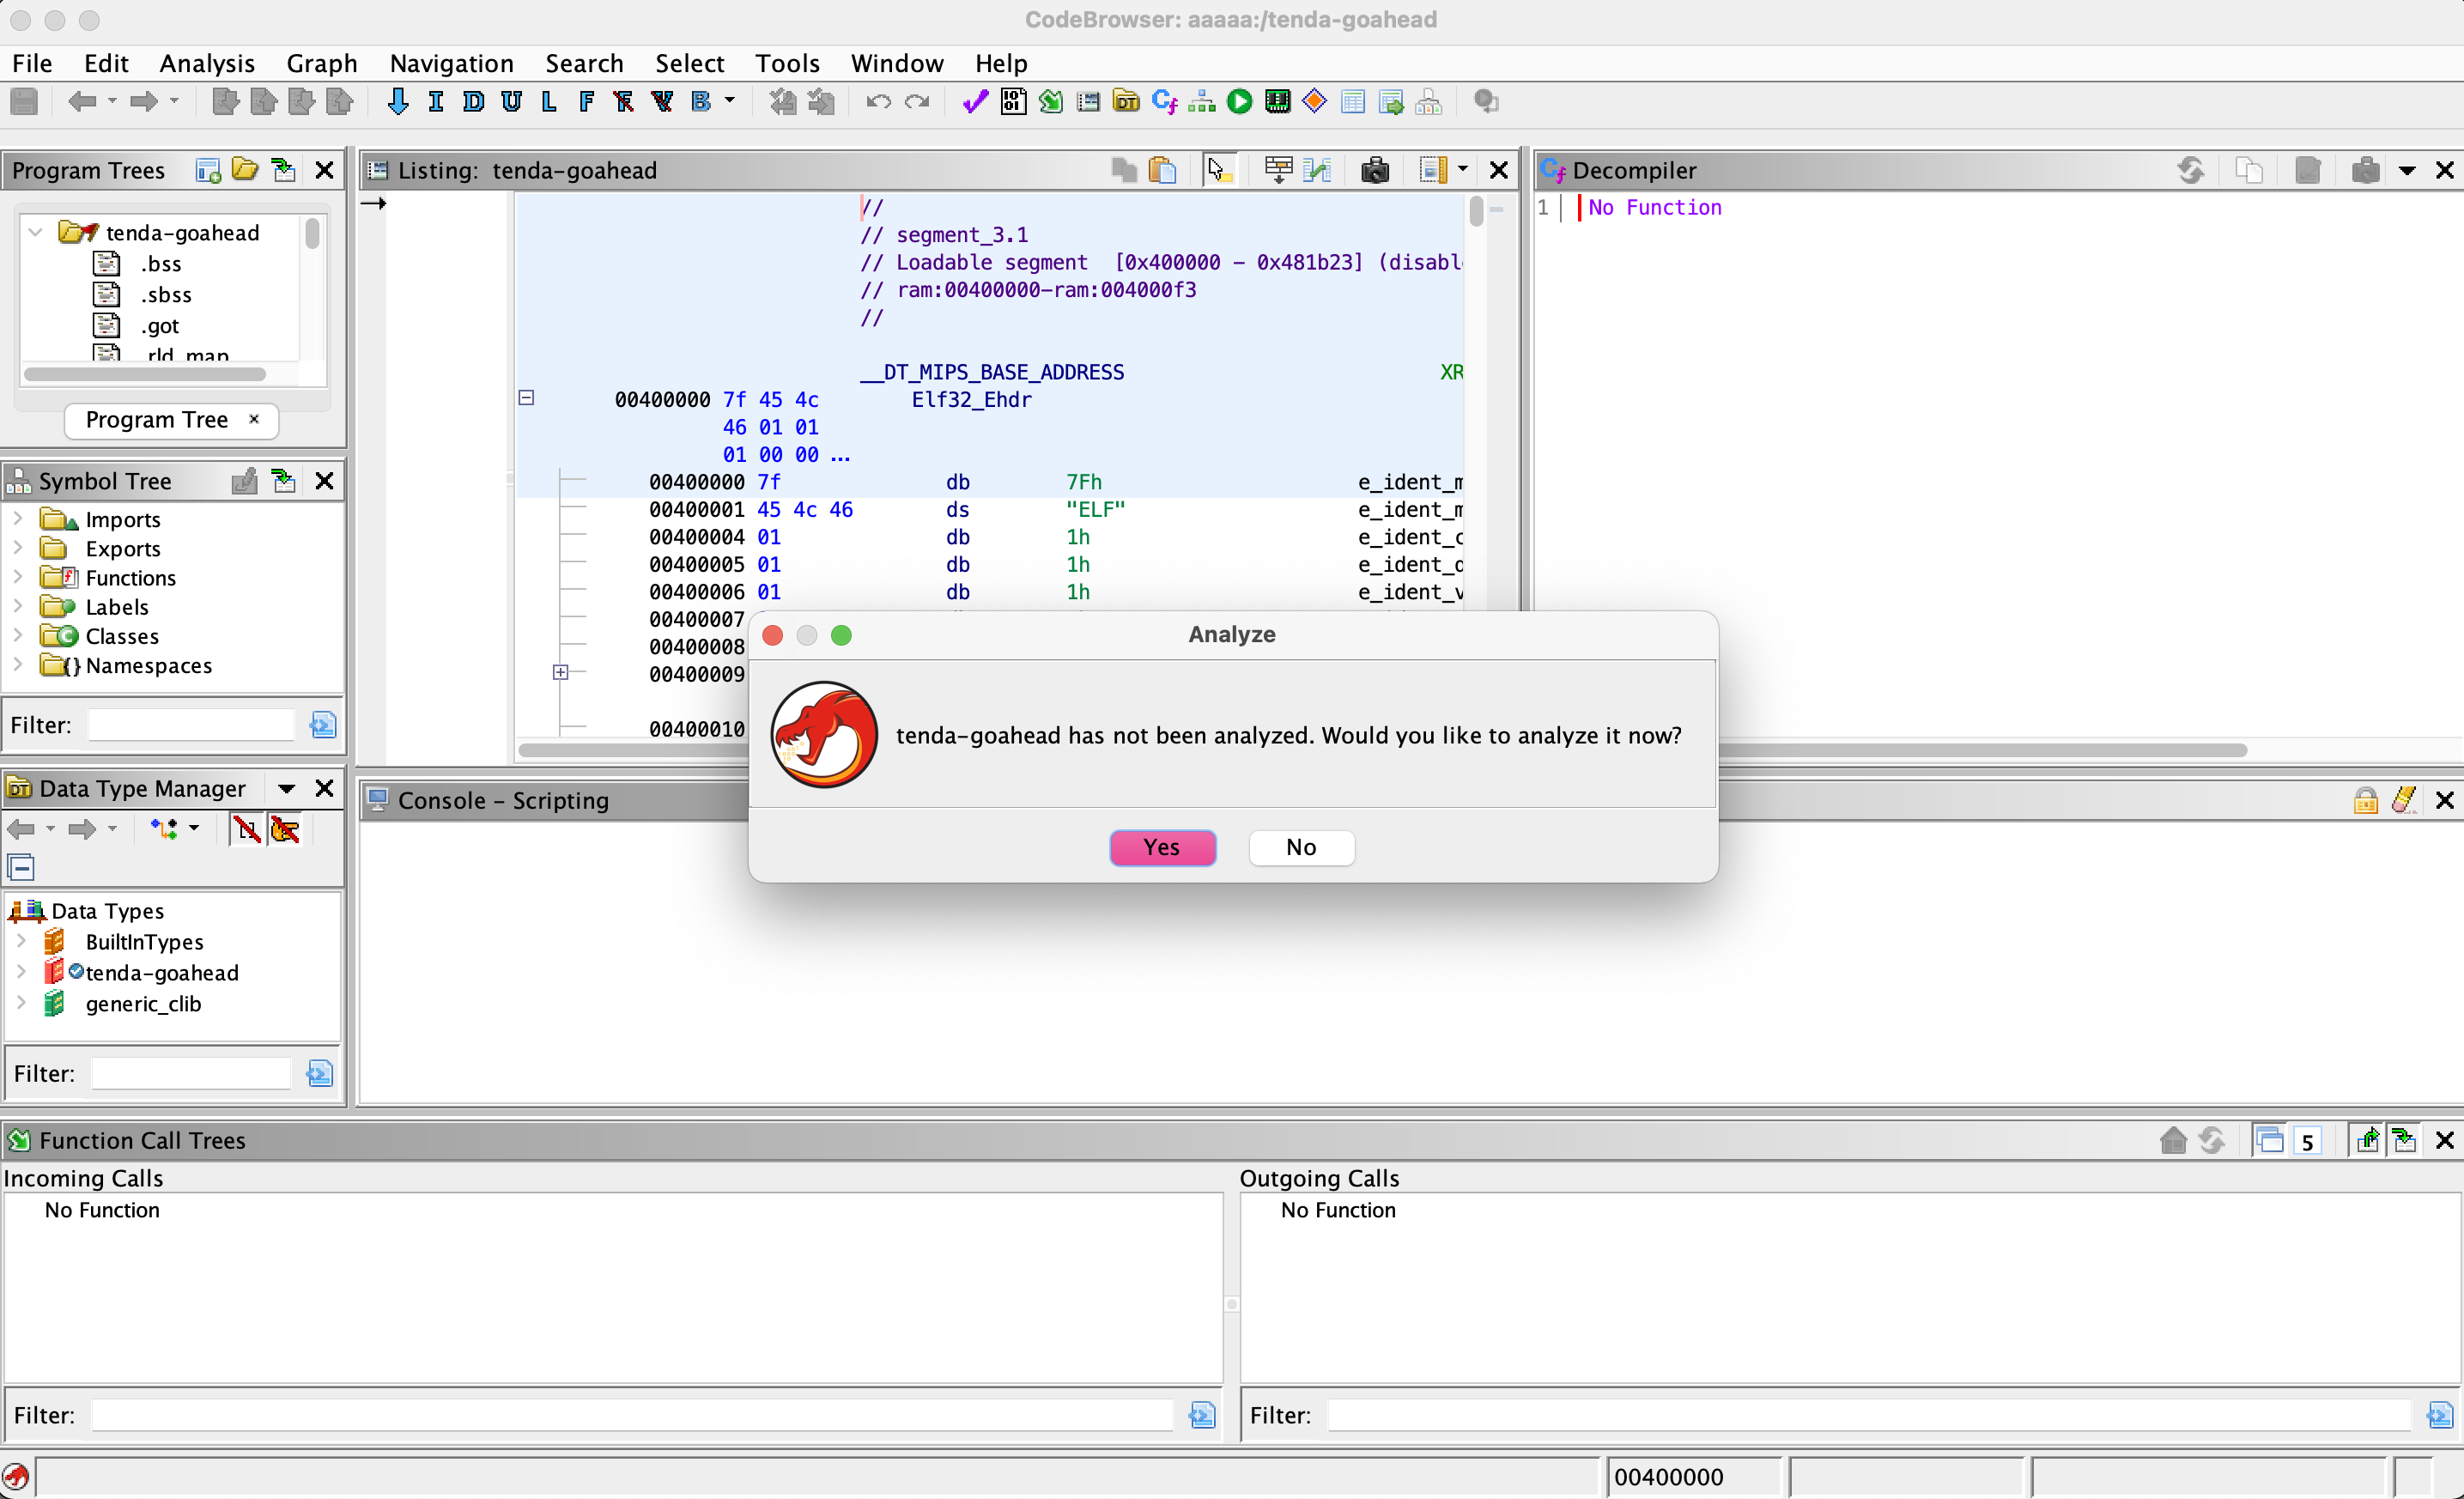 CodeBrowser: aaaaa:/tenda-goahead
File Edit Analysis Graph Navigation Search Select Tools Window Help
I D U L F F V B
Program Trees
tenda-goahead
.bss
.sbss
.got
.rld_map
Program Tree ×
Symbol Tree
Imports
Exports
Functions
Labels
Classes
Namespaces
Filter:
Data Type Manager
Data Types
BuiltInTypes
tenda-goahead
generic_clib
Filter:
Listing: tenda-goahead
//
// segment_3.1
// Loadable segment [0x400000 - 0x481b23] (disabl
// ram:00400000-ram:004000f3
//
__DT_MIPS_BASE_ADDRESS XR
00400000 7f 45 4c Elf32_Ehdr
46 01 01
01 00 00 ...
00400000 7f db 7Fh e_ident_m
00400001 45 4c 46 ds "ELF" e_ident_m
00400004 01 db 1h e_ident_c
00400005 01 db 1h e_ident_d
00400006 01 db 1h e_ident_v
00400007
00400008
00400009
00400010
Decompiler
1 No Function
Analyze
tenda-goahead has not been analyzed. Would you like to analyze it now?
Yes No
Console - Scripting
Function Call Trees 5
Incoming Calls
No Function
Filter:
Outgoing Calls
No Function
Filter:
00400000